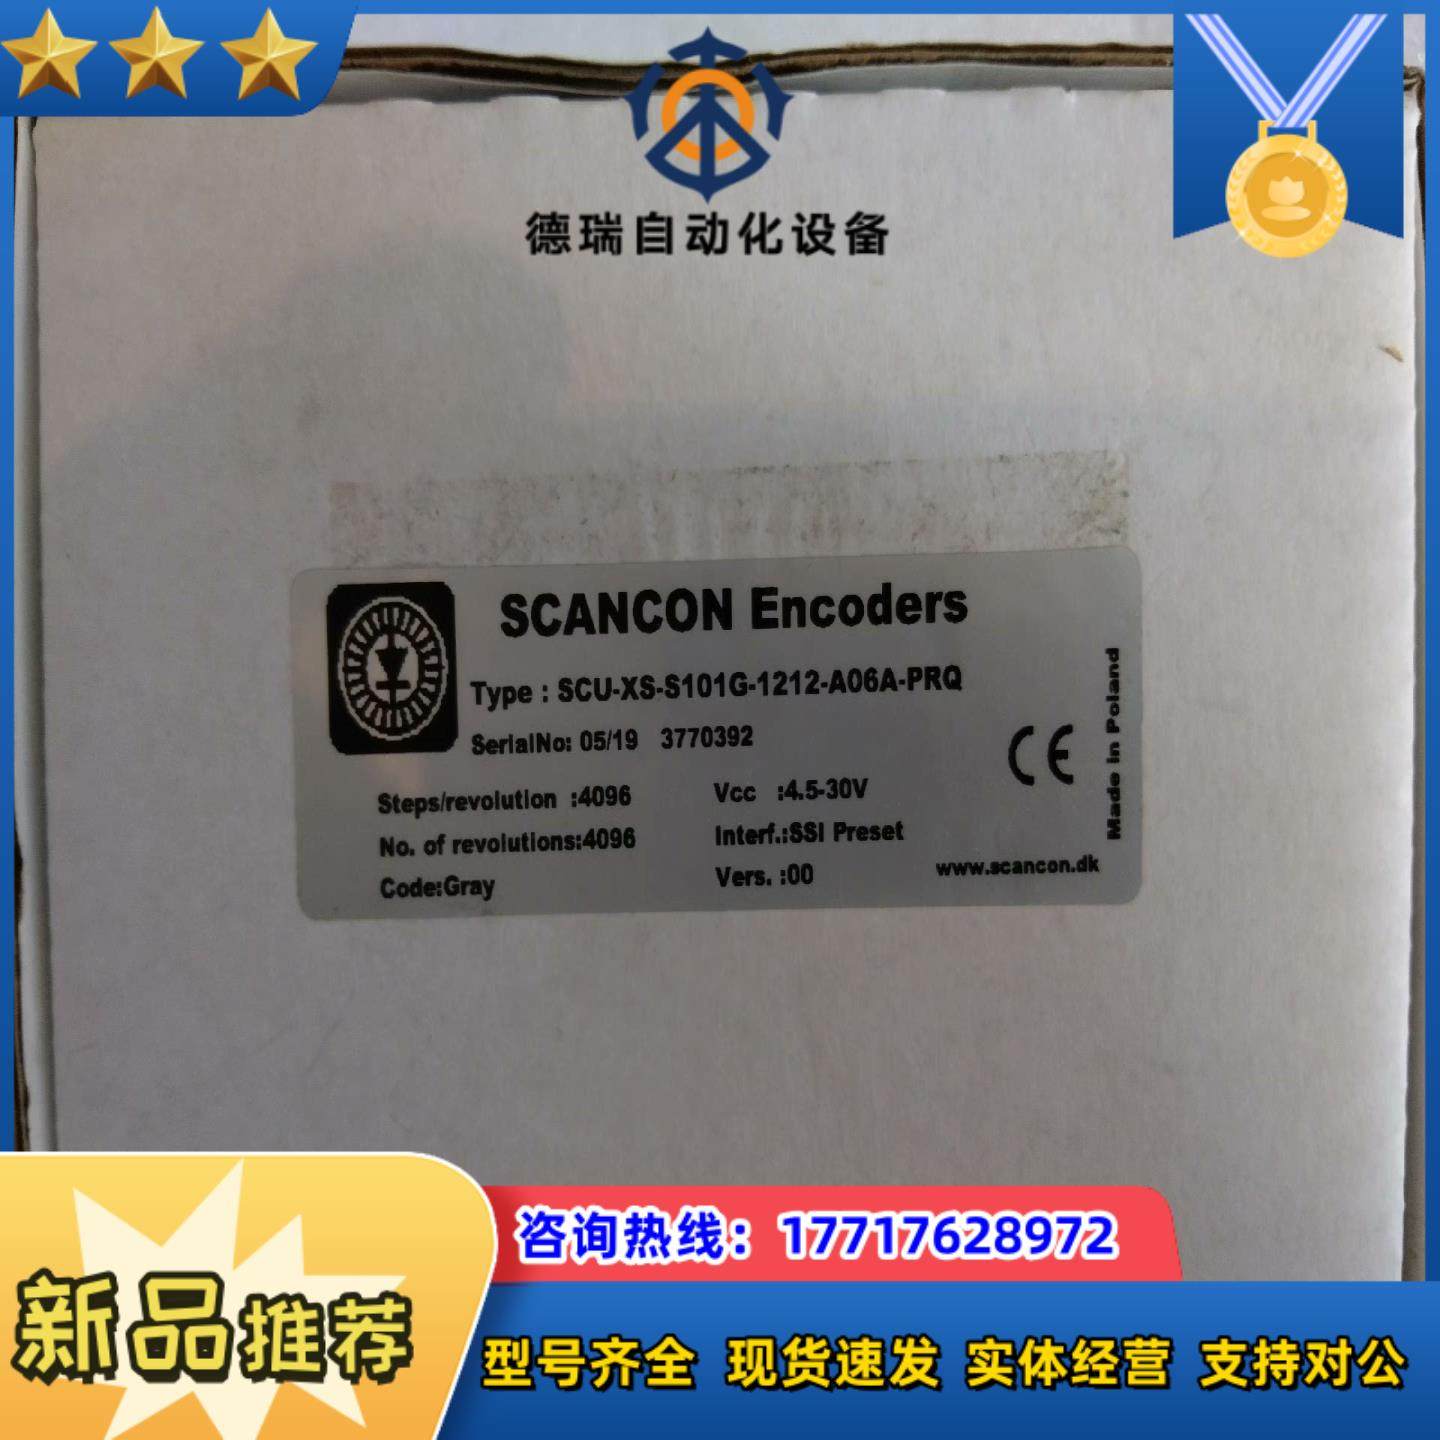 德瑞自动化设备
SCANCON Encoders
Type : SCU-XS-S101G-1212-A06A-PRQ
SerialNo: 05/19 3770392
Steps/revolution :4096
Vcc :4.5-30V
No. of revolutions:4096
Interf.:SSI Preset
Code:Gray
Vers. :00
www.scancon.dk
Made in Poland
CE
咨询热线：17717628972
新品推荐
型号齐全 现货速发 实体经营 支持对公